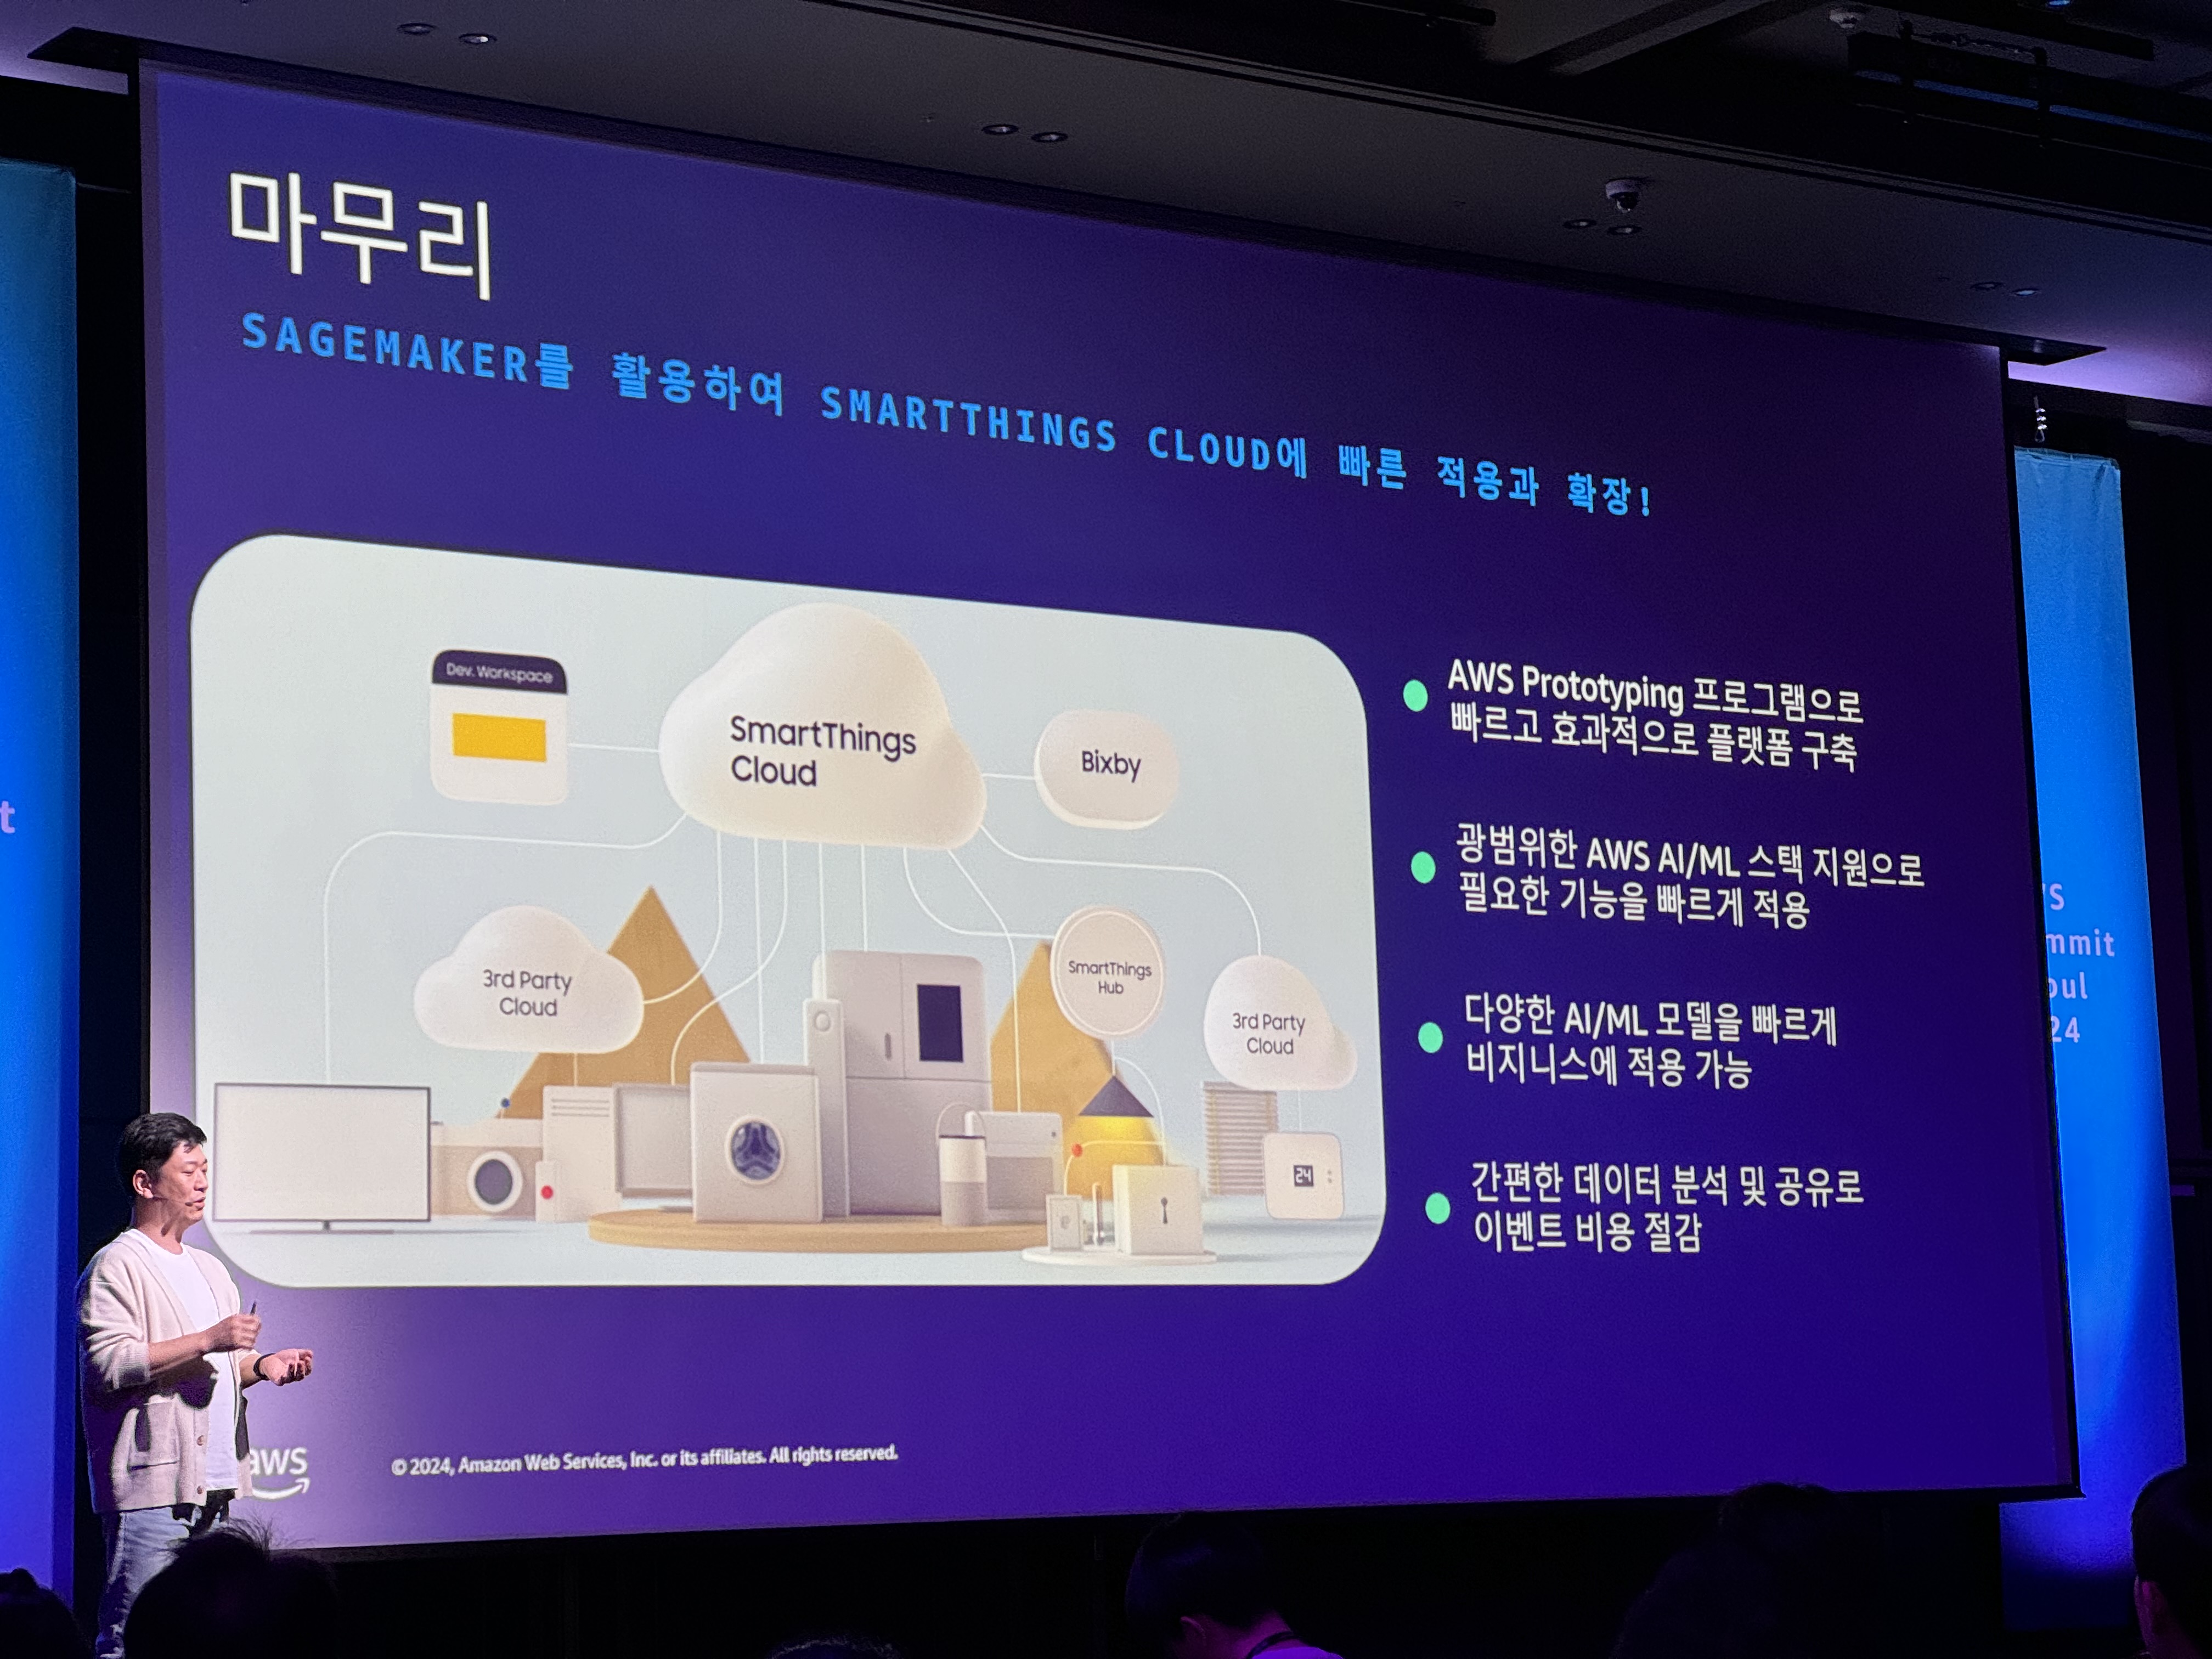 마무리
SAGEMAKER를 활용하여 SMARTTHINGS CLOUD에 빠른 적용과 확장!
Dev. Workspace
SmartThings
Cloud
Bixby
3rd Party
Cloud
SmartThings
Hub
3rd Party
Cloud
24
AWS Prototyping 프로그램으로
빠르고 효과적으로 플랫폼 구축
광범위한 AWS AI/ML 스택 지원으로
필요한 기능을 빠르게 적용
다양한 AI/ML 모델을 빠르게
비지니스에 적용 가능
간편한 데이터 분석 및 공유로
이벤트 비용 절감
aws
© 2024, Amazon Web Services, Inc. or its affiliates. All rights reserved.
t
S
mmit
oul
24